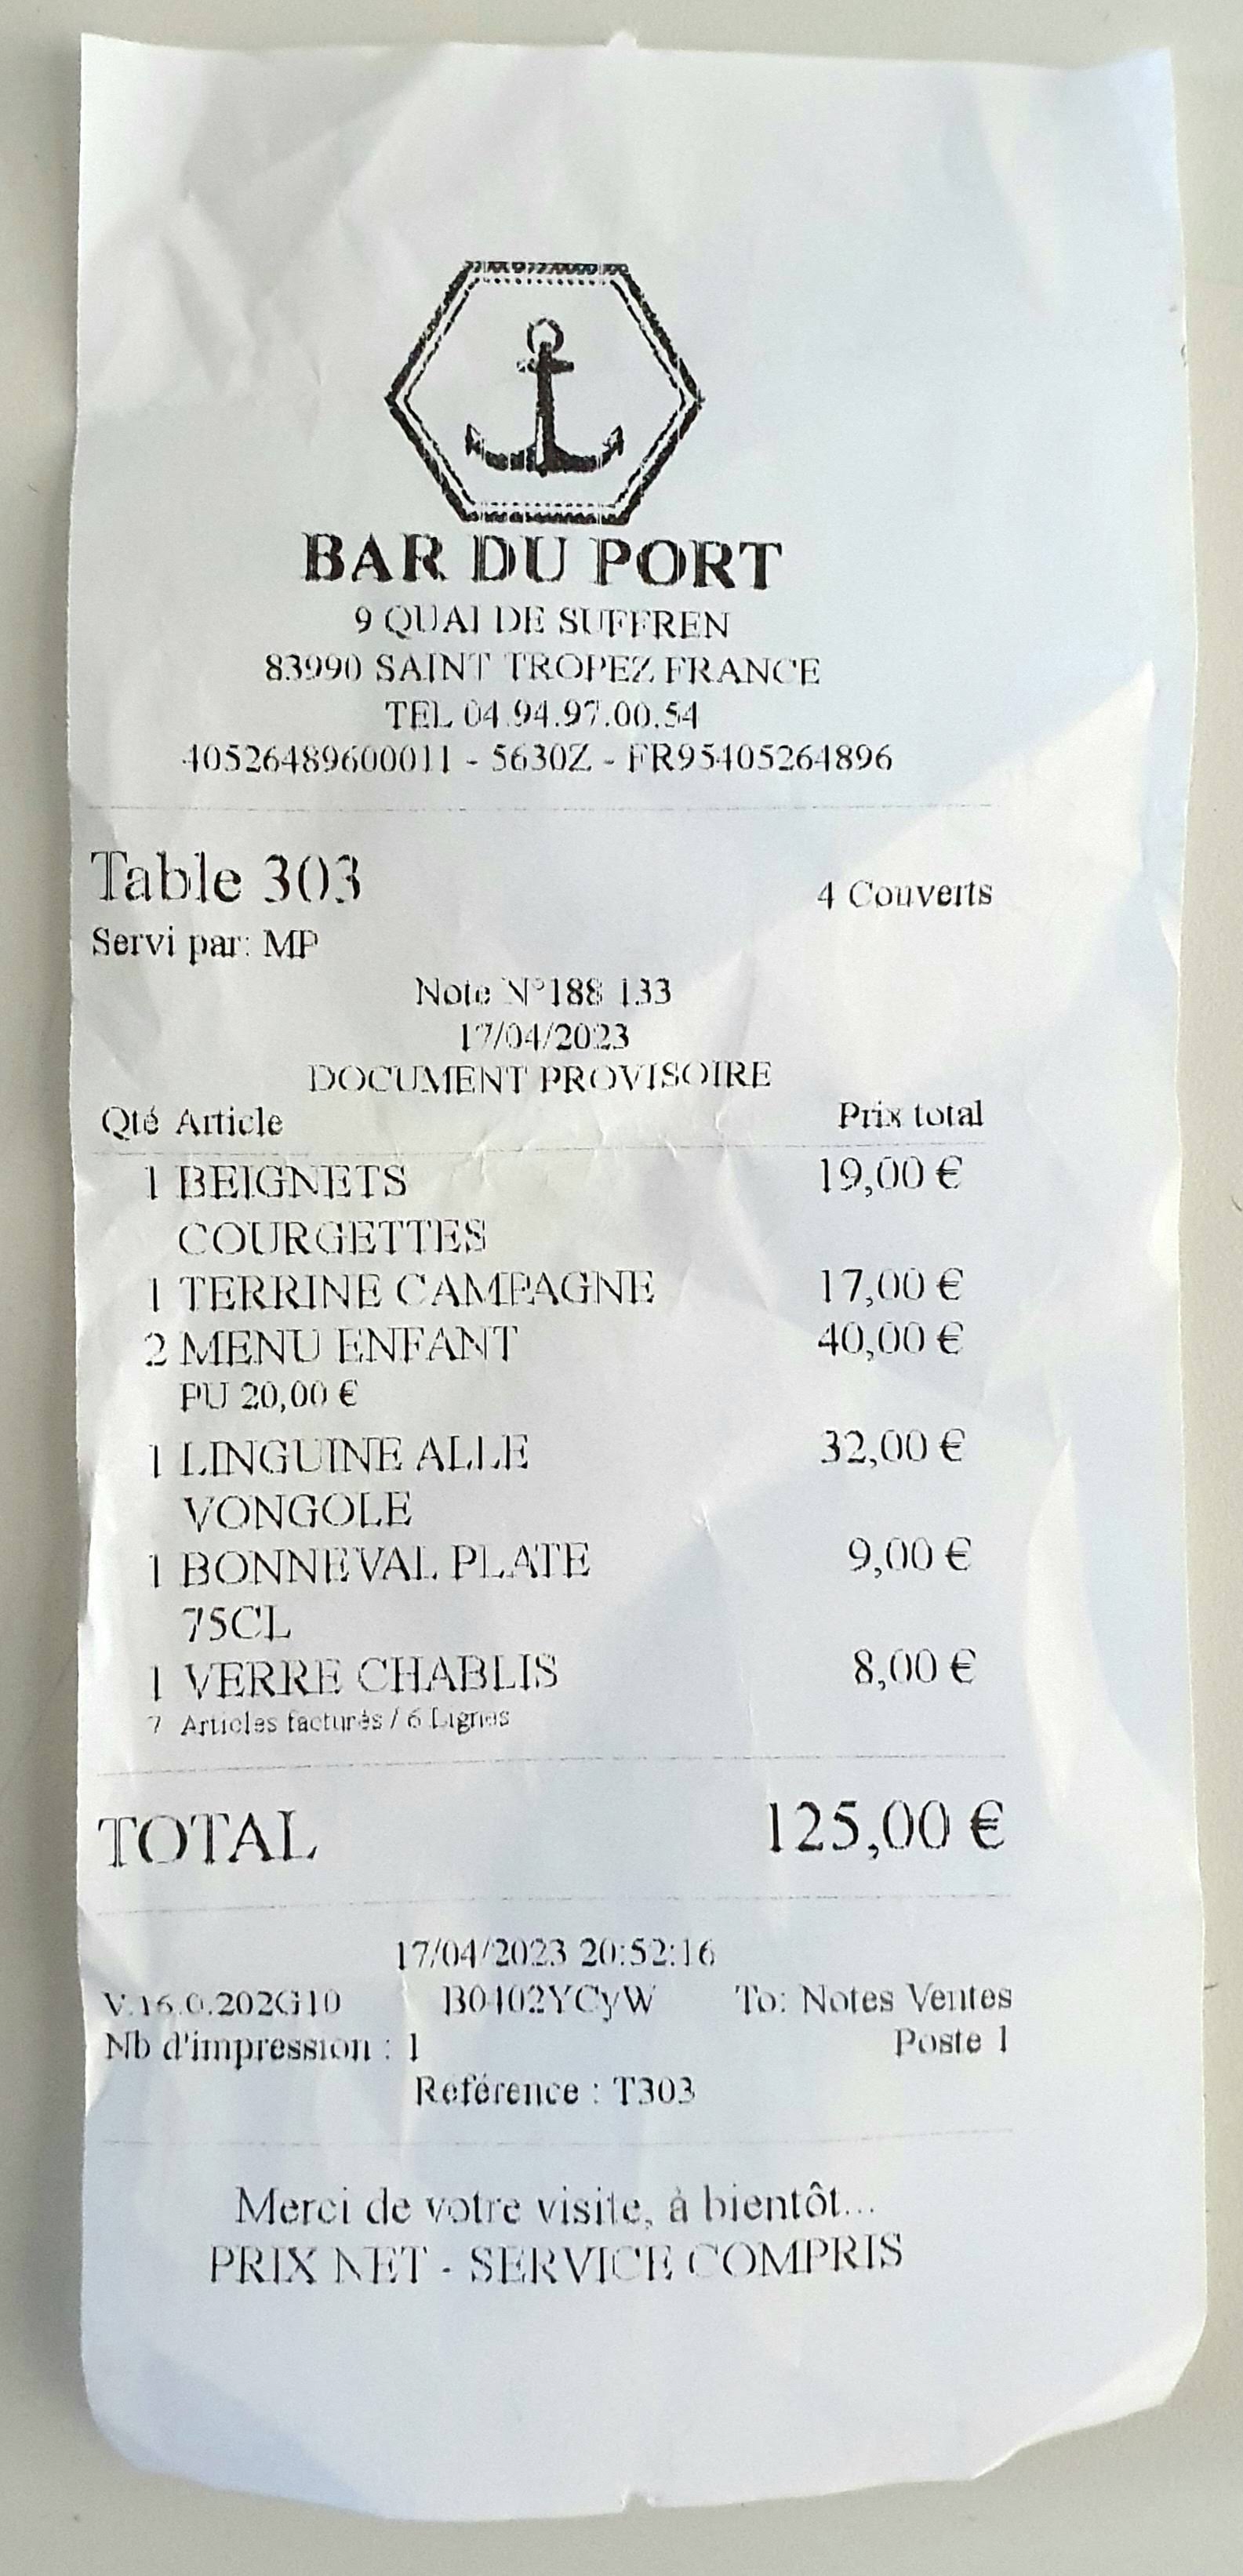 BAR DU PORT
9 QUAI DE SUFFREN
83990 SAINT TROPEZ FRANCE
TEL 04.94.97.00.54
40526489600011 - 5630Z - FR95405264896
Table 303 4 Couverts
Servi par: MP
Note N°188 133
17/04/2023
DOCUMENT PROVISOIRE
Qté Article Prix total
1 BEIGNETS 19,00 €
COURGETTES
1 TERRINE CAMPAGNE 17,00 €
2 MENU ENFANT 40,00 €
PU 20,00 €
1 LINGUINE ALLE 32,00 €
VONGOLE
1 BONNEVAL PLATE 9,00 €
75CL
1 VERRE CHABLIS 8,00 €
7 Articles facturés / 6 Lignes
TOTAL 125,00 €
17/04/2023 20:52:16
V.16.0.202G10 B0402YCyW To: Notes Ventes
Nb d'impression : 1 Poste 1
Reférence : T303
Merci de votre visite, à bientôt...
PRIX NET - SERVICE COMPRIS